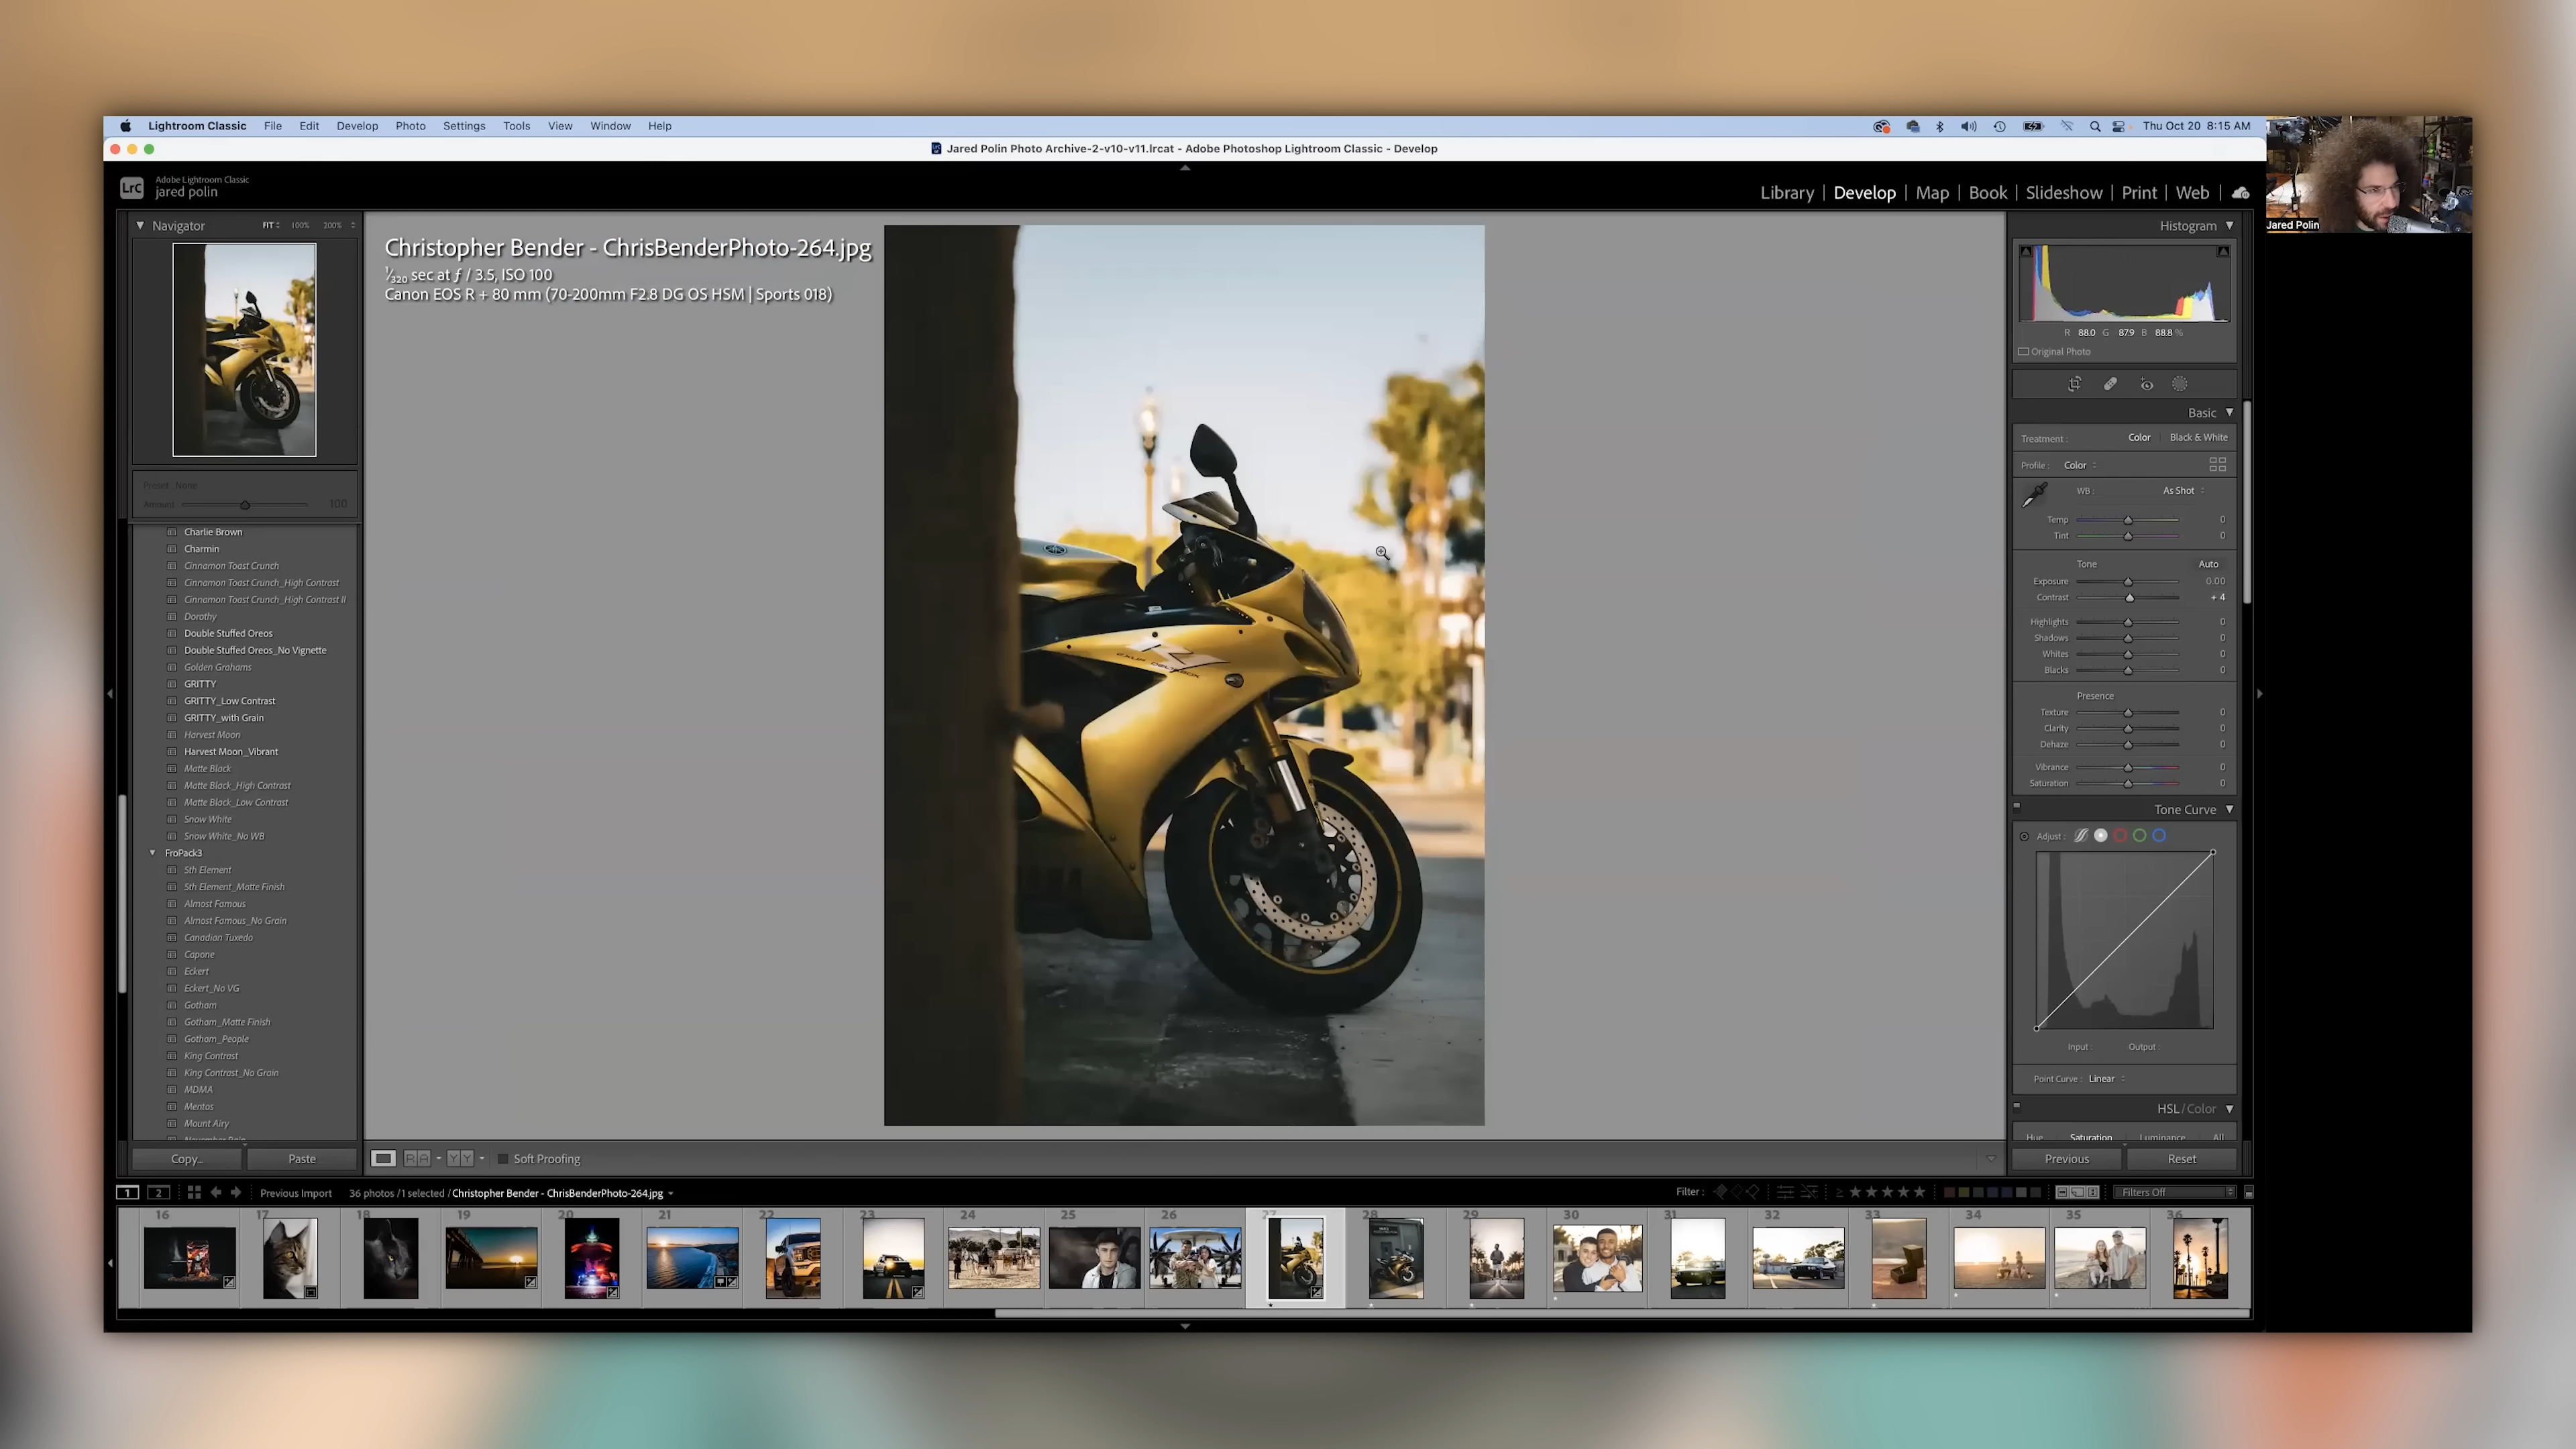 Lightroom Classic File Edit Develop Photo Settings Tools View Window Help
Thu Oct 20 8:15 AM
Jared Polin Photo Archive-2-v10-v11.lrcat - Adobe Photoshop Lightroom Classic - Develop
LrC
Adobe Lightroom Classic
jared polin
Library | Develop | Map | Book | Slideshow | Print | Web
Jared Polin
Navigator FIT 100% 200%
Preset: None
Amount 100
Charlie Brown
Charmin
Cinnamon Toast Crunch
Cinnamon Toast Crunch_High Contrast
Cinnamon Toast Crunch_High Contrast II
Dorothy
Double Stuffed Oreos
Double Stuffed Oreos_No Vignette
Golden Grahams
GRITTY
GRITTY_Low Contrast
GRITTY_with Grain
Harvest Moon
Harvest Moon_Vibrant
Matte Black
Matte Black_High Contrast
Matte Black_Low Contrast
Snow White
Snow White_No WB
FroPack3
5th Element
5th Element_Matte Finish
Almost Famous
Almost Famous_No Grain
Canadian Tuxedo
Capone
Eckert
Eckert_No VG
Gotham
Gotham_Matte Finish
Gotham_People
King Contrast
King Contrast_No Grain
MDMA
Mentos
Mount Airy
Copy... Paste
Christopher Bender - ChrisBenderPhoto-264.jpg
1/320 sec at ƒ / 3.5, ISO 100
Canon EOS R + 80 mm (70-200mm F2.8 DG OS HSM | Sports 018)
R1
Soft Proofing
Histogram
R 88.0 G 87.9 B 88.8 %
Original Photo
Basic
Treatment : Color Black & White
Profile : Color
WB : As Shot
Temp 0
Tint 0
Tone Auto
Exposure 0.00
Contrast + 4
Highlights 0
Shadows 0
Whites 0
Blacks 0
Presence
Texture 0
Clarity 0
Dehaze 0
Vibrance 0
Saturation 0
Tone Curve
Adjust :
Input : Output :
Point Curve : Linear
HSL / Color
Hue Saturation Luminance All
Previous Reset
1 2 Previous Import 36 photos / 1 selected / Christopher Bender - ChrisBenderPhoto-264.jpg
Filter : Filters Off
16 17 18 19 20 21 22 23 24 25 26 27 28 29 30 31 32 33 34 35 36